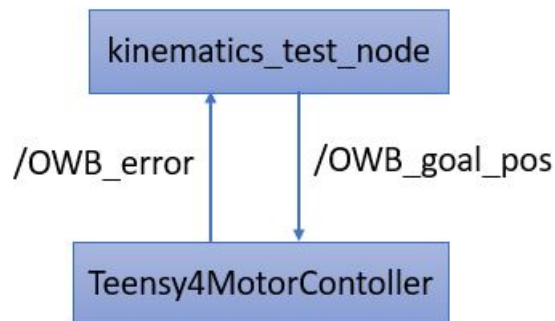 kinematics_test_node
/OWB_error
/OWB_goal_pos
Teensy4MotorContoller